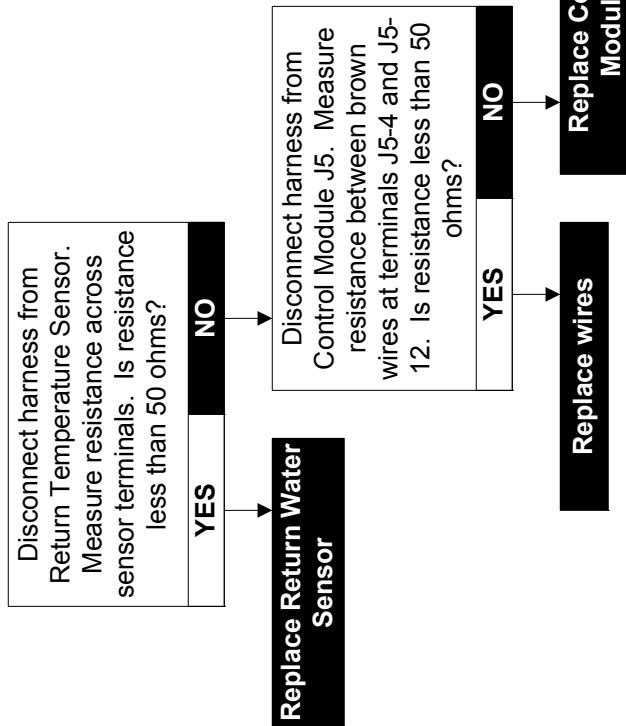 Disconnect harness from
Return Temperature Sensor.
Measure resistance across
sensor terminals. Is resistance
less than 50 ohms?
YES
NO
Replace Return Water
Sensor
Disconnect harness from
Control Module J5. Measure
resistance between brown
wires at terminals J5-4 and J5-
12. Is resistance less than 50
ohms?
YES
NO
Replace wires
Replace